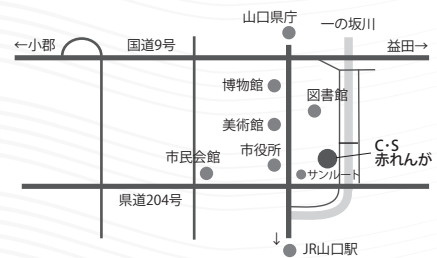 山口県庁
一の坂川
←小郡
国道9号
益田→
博物館
図書館
美術館
C・S
赤れんが
市役所
市民会館
サンルート
県道204号
↓
JR山口駅